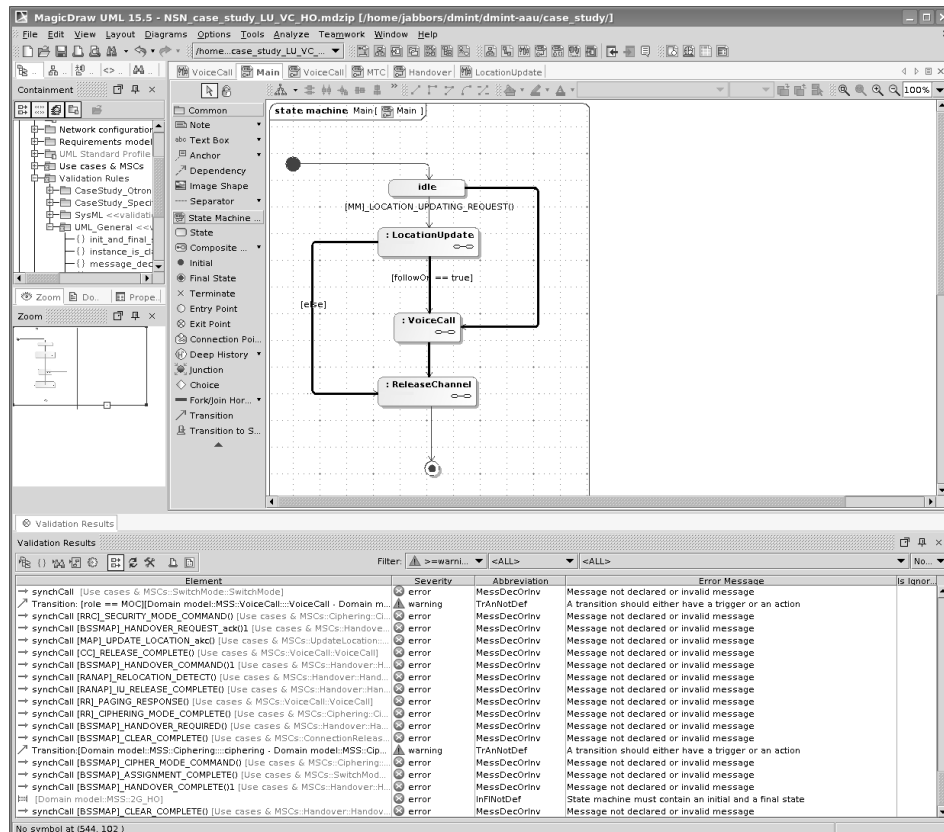 MagicDraw UML 15.5 - NSN_case_study_LU_VC_HO.mdzip [/home/jabbors/dmint/dmint-aau/case_study/]
File Edit View Layout Diagrams Options Tools Analyze Teamwork Window Help
/home...case_study_LU_VC_...
VoiceCall Main VoiceCall MTC Handover LocationUpdate
Containment
100%
Network configuration
Requirements model
UML Standard Profile
Use cases & MSCs
Validation Rules
CaseStudy_Qtron
CaseStudy_Speci
SysML <<validati
UML_General <<v
init_and_final_
instance_is_cl
message_dec
Zoom Do.. Prope..
Zoom
Common
Note
Text Box
Anchor
Dependency
Image Shape
Separator
State Machine ...
State
Composite ...
Initial
Final State
Terminate
Entry Point
Exit Point
Connection Poi...
Deep History
Junction
Choice
Fork/Join Hor...
Transition
Transition to S...
state machine Main[ Main ]
idle
[MM]_LOCATION_UPDATING_REQUEST()
: LocationUpdate
[followOn == true]
[else]
: VoiceCall
: ReleaseChannel
Validation Results
Validation Results
Filter: >=warni... <ALL> <ALL> No...
Element Severity Abbreviation Error Message Is Ignor...
synchCall [Use cases & MSCs::SwitchMode::SwitchMode] error MessDecOrInv Message not declared or invalid message
Transition: [role == MOC][Domain model::MSS::VoiceCall::::VoiceCall - Domain m... warning TrAnNotDef A transition should either have a trigger or an action
synchCall [RRC]_SECURITY_MODE_COMMAND() [Use cases & MSCs::Ciphering::Ci... error MessDecOrInv Message not declared or invalid message
synchCall [BSSMAP]_HANDOVER_REQUEST_ack()1 [Use cases & MSCs::Handove... error MessDecOrInv Message not declared or invalid message
synchCall [MAP]_UPDATE_LOCATION_akc() [Use cases & MSCs::UpdateLocation:... error MessDecOrInv Message not declared or invalid message
synchCall [CC]_RELEASE_COMPLETE() [Use cases & MSCs::VoiceCall::VoiceCall] error MessDecOrInv Message not declared or invalid message
synchCall [BSSMAP]_HANDOVER_COMMAND()1 [Use cases & MSCs::Handover::H... error MessDecOrInv Message not declared or invalid message
synchCall [RANAP]_RELOCATION_DETECT() [Use cases & MSCs::Handover::Hand... error MessDecOrInv Message not declared or invalid message
synchCall [RANAP]_IU_RELEASE_COMPLETE() [Use cases & MSCs::Handover::Han... error MessDecOrInv Message not declared or invalid message
synchCall [RR]_PAGING_RESPONSE() [Use cases & MSCs::VoiceCall::VoiceCall] error MessDecOrInv Message not declared or invalid message
synchCall [RR]_CIPHERING_MODE_COMPLETE() [Use cases & MSCs::Ciphering::Ci... error MessDecOrInv Message not declared or invalid message
synchCall [BSSMAP]_HANDOVER_REQUIRED() [Use cases & MSCs::Handover::Ha... error MessDecOrInv Message not declared or invalid message
synchCall [BSSMAP]_CLEAR_COMPLETE() [Use cases & MSCs::ConnectionReleas... error MessDecOrInv Message not declared or invalid message
Transition:[Domain model::MSS::Ciphering::::ciphering - Domain model::MSS::Cip... warning TrAnNotDef A transition should either have a trigger or an action
synchCall [BSSMAP]_CIPHER_MODE_COMMAND() [Use cases & MSCs::Ciphering:... error MessDecOrInv Message not declared or invalid message
synchCall [BSSMAP]_ASSIGNMENT_COMPLETE() [Use cases & MSCs::SwitchMod... error MessDecOrInv Message not declared or invalid message
synchCall [BSSMAP]_HANDOVER_COMPLETE()1 [Use cases & MSCs::Handover::... error MessDecOrInv Message not declared or invalid message
[Domain model::MSS::2G_HO] error InFiNotDef State machine must contain an initial and a final state
synchCall [BSSMAP]_CLEAR_COMPLETE() [Use cases & MSCs::Handover::Handov... error MessDecOrInv Message not declared or invalid message
No symbol at (544, 102 )